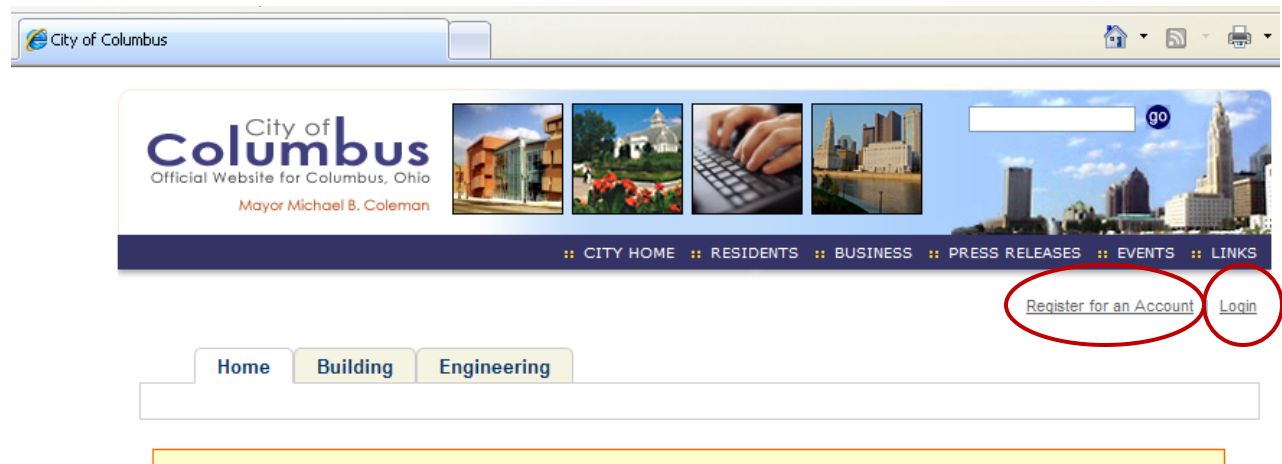 City of Columbus
City of
Columbus
Official Website for Columbus, Ohio
Mayor Michael B. Coleman
go
:: CITY HOME :: RESIDENTS :: BUSINESS :: PRESS RELEASES :: EVENTS :: LINKS
Register for an Account | Login
Home Building Engineering